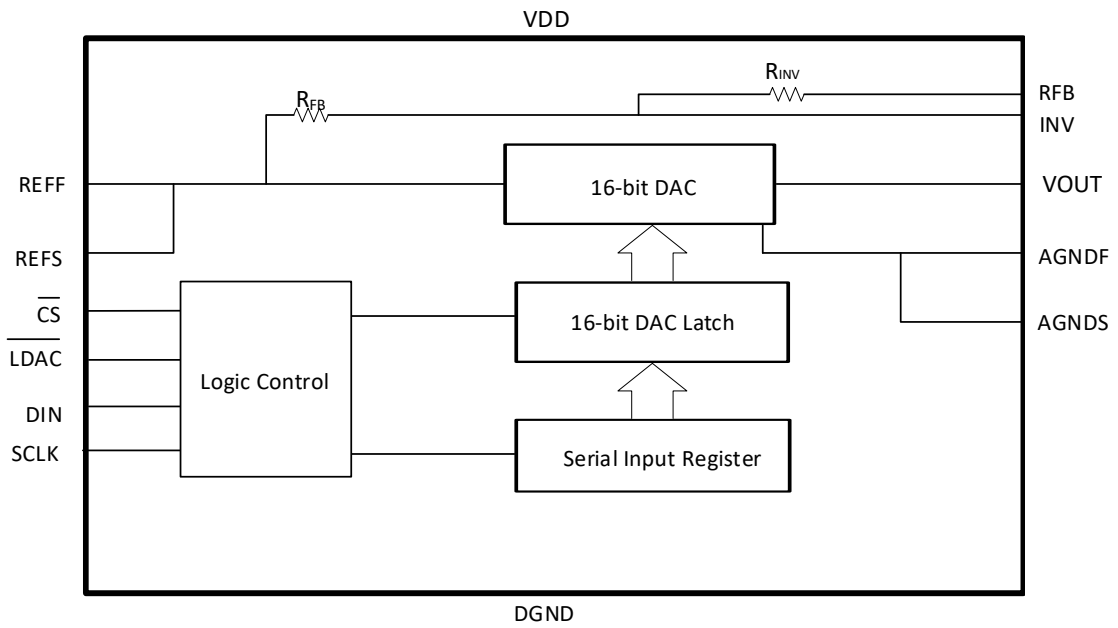 VDD
RINV
RFB
RFB
INV
REFF
16-bit DAC
VOUT
REFS
AGNDF
CS
16-bit DAC Latch
AGNDS
LDAC
Logic Control
DIN
SCLK
Serial Input Register
DGND